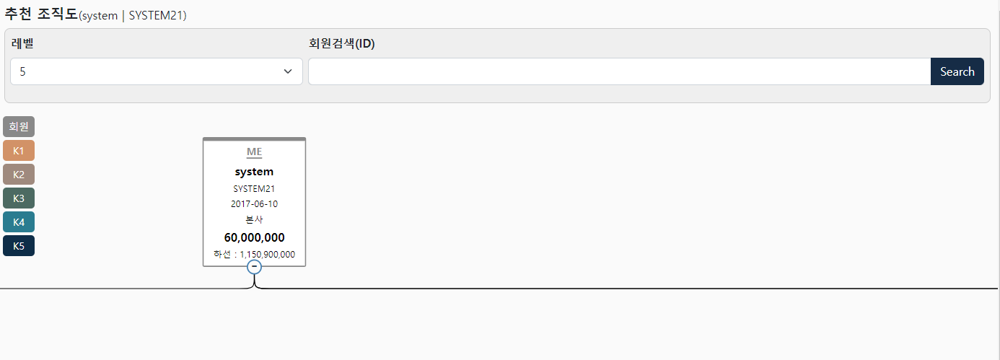 추천 조직도(system | SYSTEM21)
레벨
회원검색(ID)
5
Search
회원
K1
K2
K3
K4
K5
ME
system
SYSTEM21
2017-06-10
본사
60,000,000
하선 : 1,150,900,000